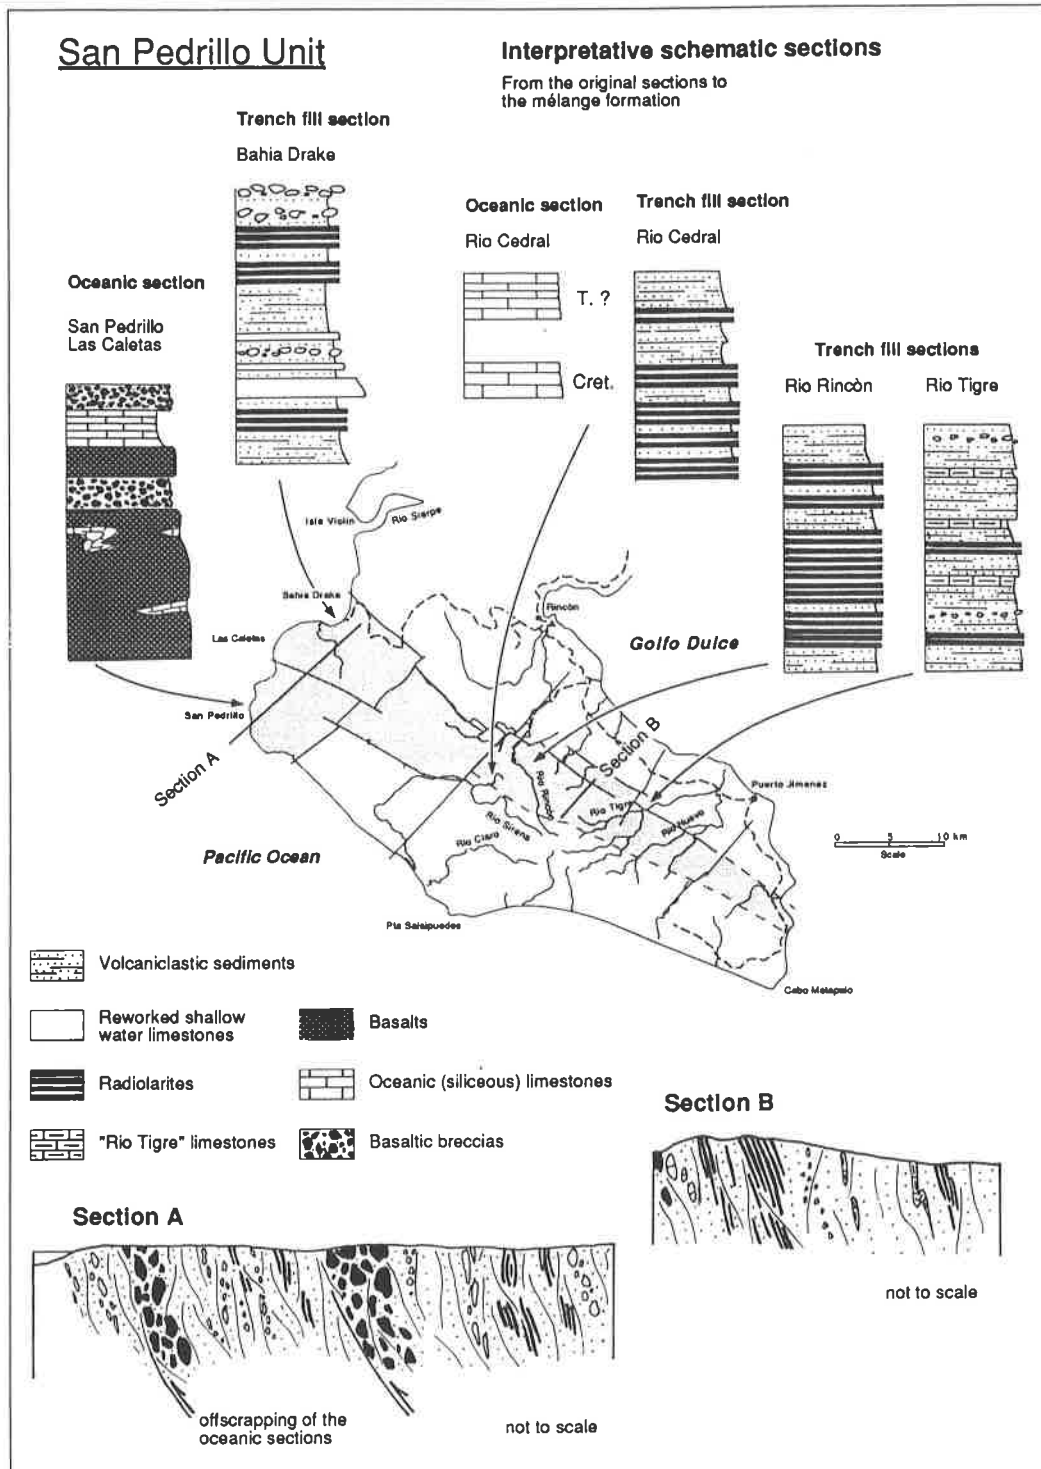 San Pedrillo Unit
Interpretative schematic sections
From the original sections to
the mélange formation
Trench fill section
Bahia Drake
Oceanic section
Rio Cedral
Trench fill section
Rio Cedral
Oceanic section
San Pedrillo
Las Caletas
T. ?
Cret.
Trench fill sections
Rio Rincòn
Rio Tigre
Isla Violin
Rio Sierpe
Bahia Drake
Rincòn
Las Caletas
Golfo Dulce
San Pedrillo
Section A
Section B
Rio Rincòn
Puerto Jimenez
Rio Tigre
Rio Nuevo
Rio Sirena
Rio Claro
0 5 10 km
Scale
Pacific Ocean
Pta Salsipuedes
Cabo Matapalo
Volcaniclastic sediments
Reworked shallow
water limestones
Basalts
Radiolarites
Oceanic (siliceous) limestones
"Rio Tigre" limestones
Basaltic breccias
Section B
not to scale
Section A
offscrapping of the
oceanic sections
not to scale